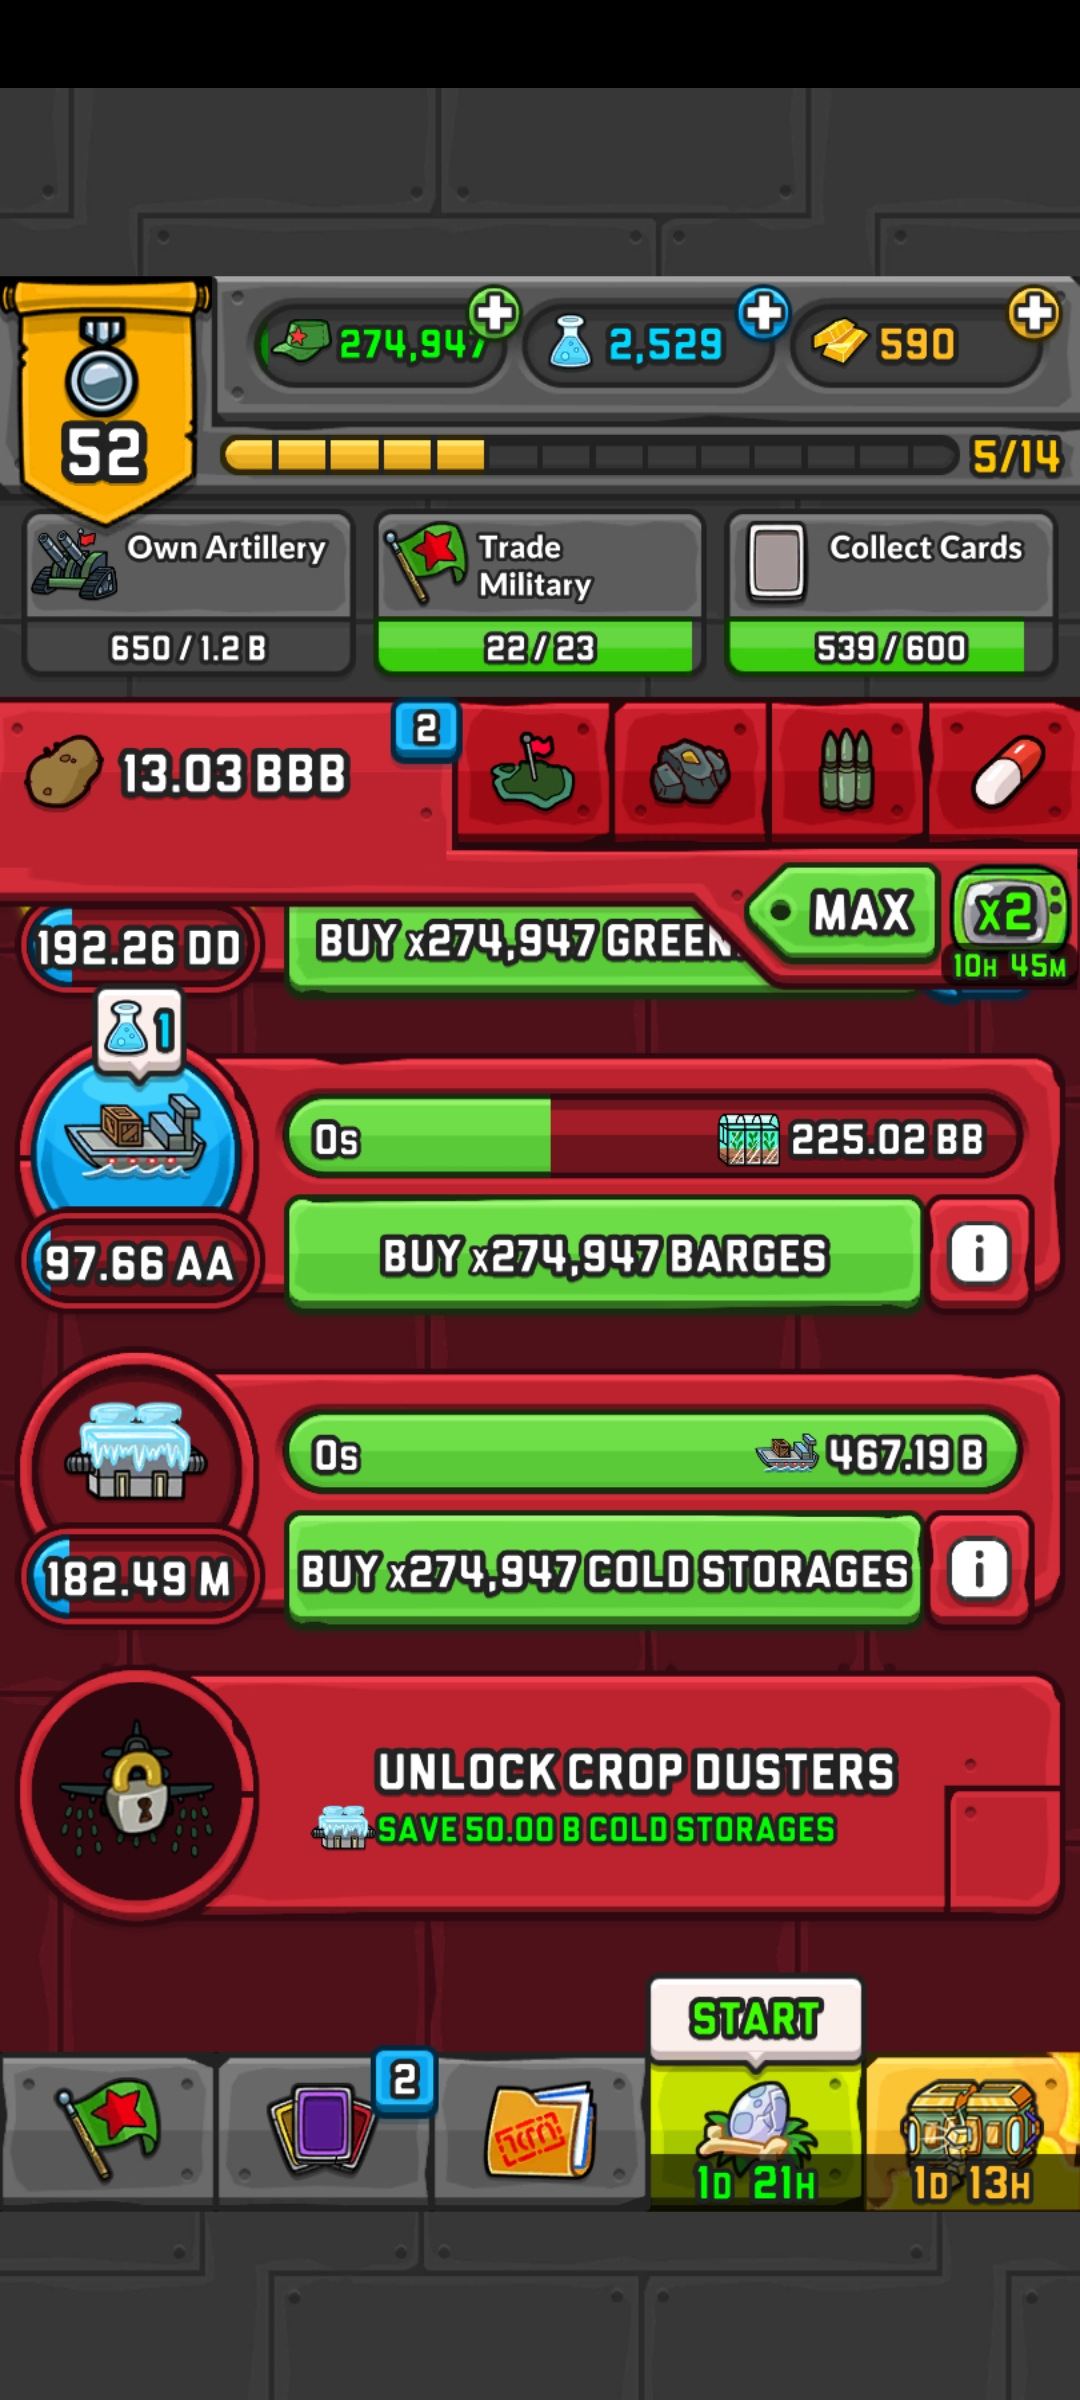 274,947
2,529
590
52
5/14
Own Artillery
650 / 1.2 B
Trade
Military
22 / 23
Collect Cards
539 / 600
13.03 BBB
2
MAX
x2
10H 45M
192.26 DD
BUY x274,947 GREEN
1
0s
225.02 BB
97.66 AA
BUY x274,947 BARGES
i
0s
467.19 B
182.49 M
BUY x274,947 COLD STORAGES
i
UNLOCK CROP DUSTERS
SAVE 50.00 B COLD STORAGES
START
2
1D 21H
1D 13H